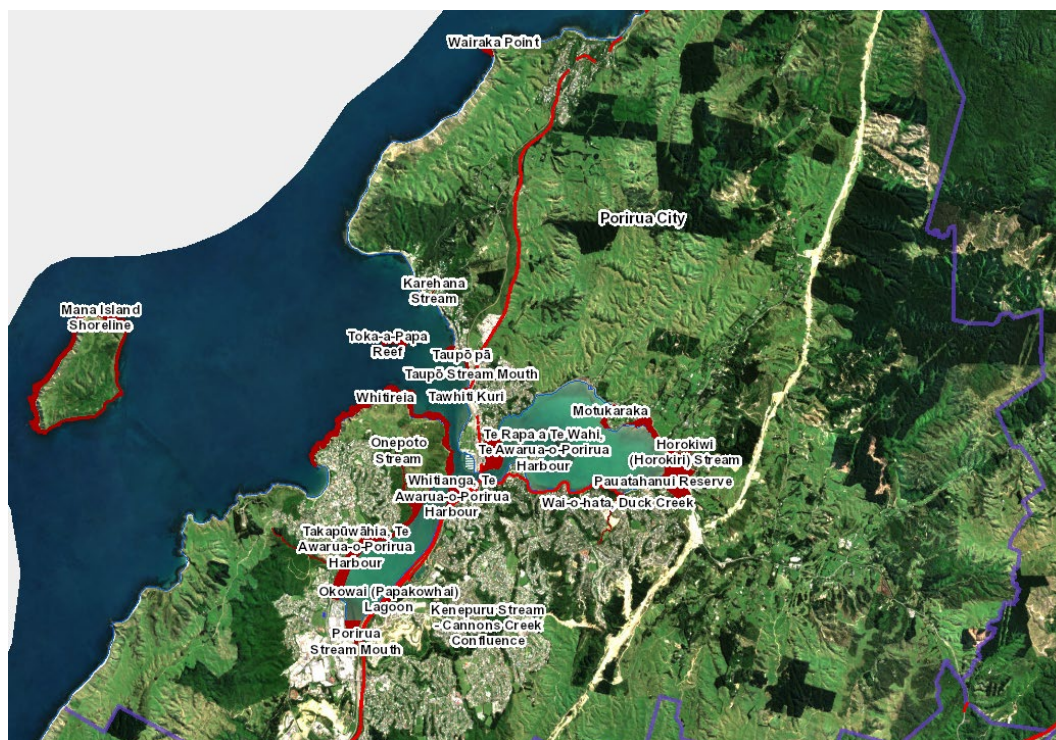 Wairaka Point
Porirua City
Karehana
Stream
Mana Island
Shoreline
Toka-a-Papa
Reef
Taupō pā
Taupō Stream Mouth
Whitireia
Tawhiti Kuri
Motukaraka
Onepoto
Stream
Te Rapa a Te Wahi,
Te Awarua-o-Porirua
Harbour
Horokiwi
(Horokiri) Stream
Whitianga, Te
Awarua-o-Porirua
Harbour
Pauatahanui Reserve
Wai-o-hata, Duck Creek
Takapūwāhia, Te
Awarua-o-Porirua
Harbour
Okowai (Papakowhai)
Lagoon
Kenepuru Stream
- Cannons Creek
Confluence
Porirua
Stream Mouth